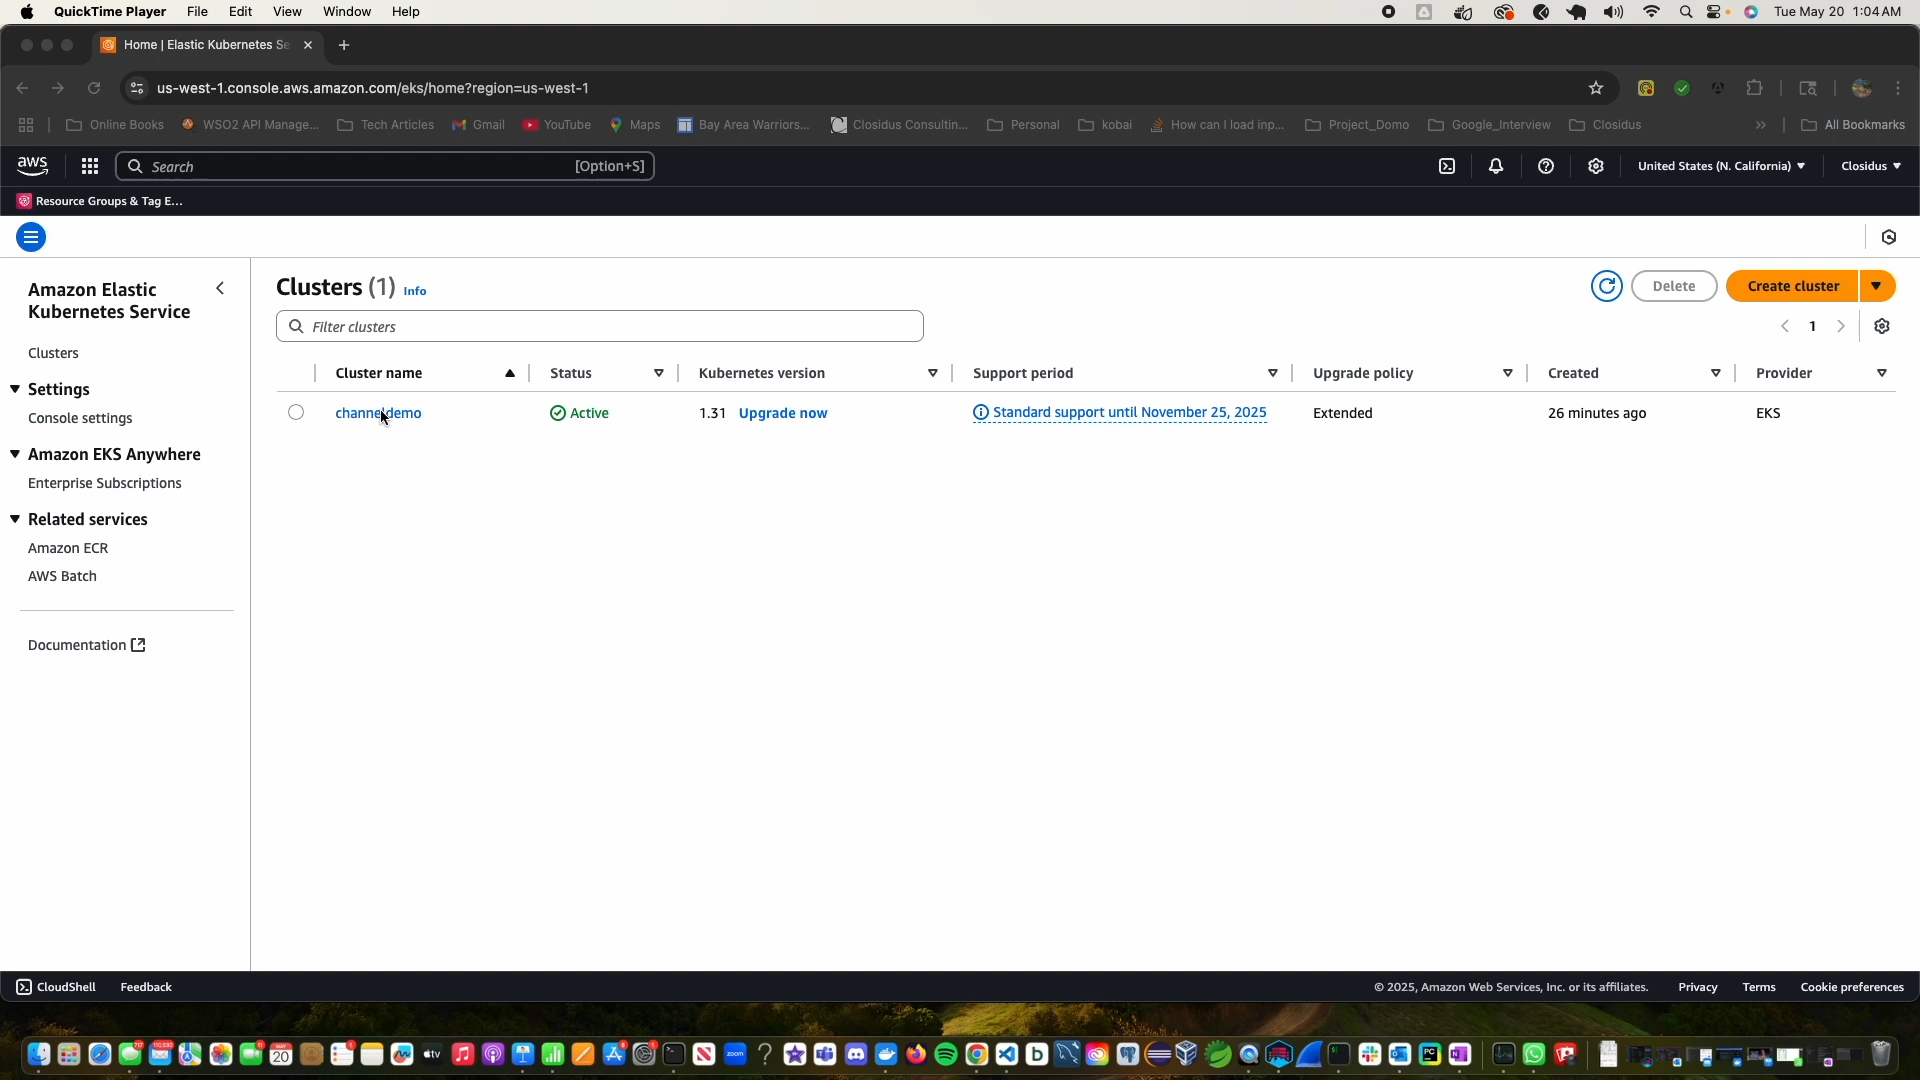 QuickTime Player File Edit View Window Help Tue May 20 1:04 AM
Home | Elastic Kubernetes Se
us-west-1.console.aws.amazon.com/eks/home?region=us-west-1
Online Books WSO2 API Manage... Tech Articles Gmail YouTube Maps Bay Area Warriors... Closidus Consultin... Personal kobai How can I load inp... Project_Domo Google_Interview Closidus » All Bookmarks
aws Search [Option+S] United States (N. California) Closidus
Resource Groups & Tag E...
Amazon Elastic
Kubernetes Service
Clusters
Settings
Console settings
Amazon EKS Anywhere
Enterprise Subscriptions
Related services
Amazon ECR
AWS Batch
Documentation
Clusters (1) Info Delete Create cluster
Filter clusters 1
Cluster name Status Kubernetes version Support period Upgrade policy Created Provider
channeldemo Active 1.31 Upgrade now Standard support until November 25, 2025 Extended 26 minutes ago EKS
CloudShell Feedback © 2025, Amazon Web Services, Inc. or its affiliates. Privacy Terms Cookie preferences